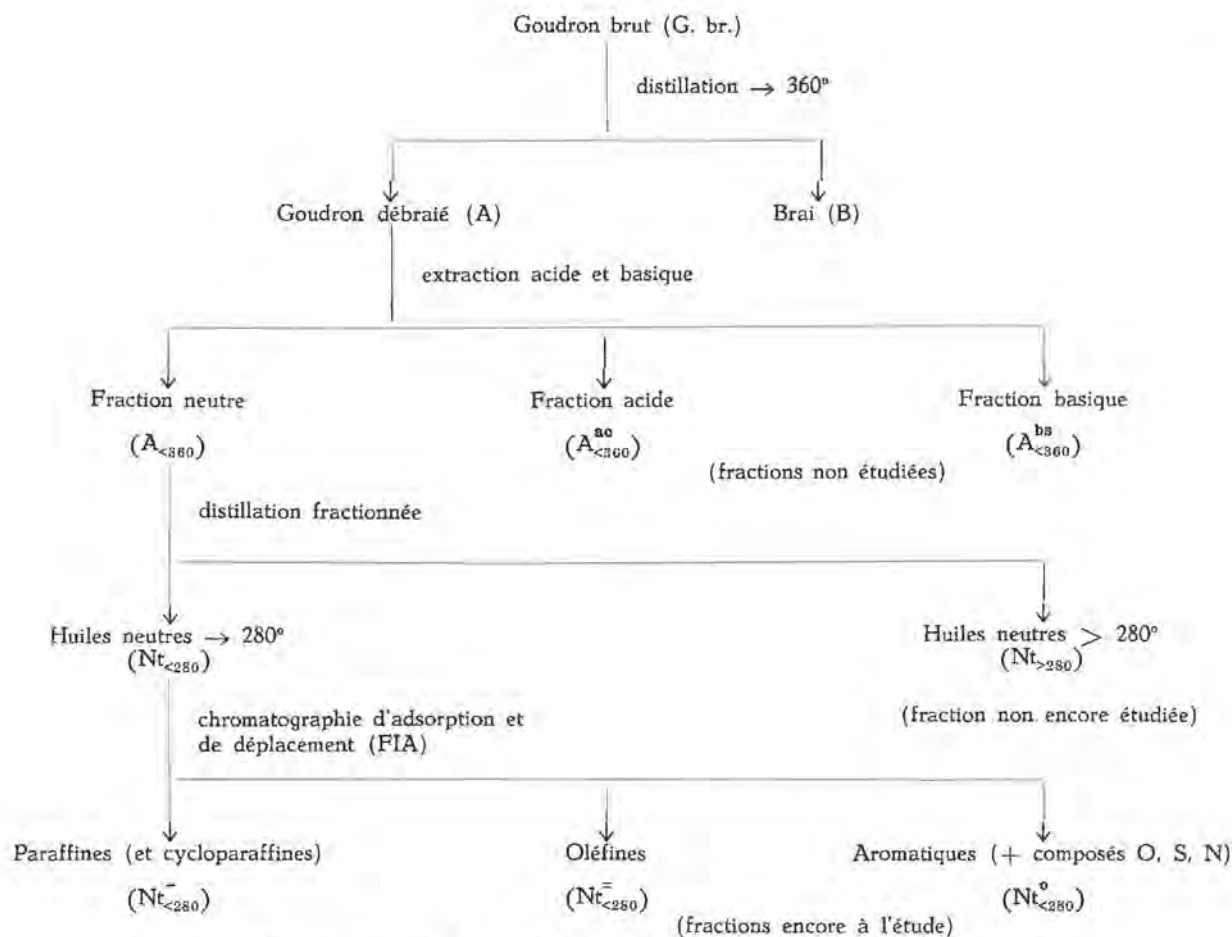 Goudron brut (G. br.)
distillation → 360°
Goudron débraié (A)
Brai (B)
extraction acide et basique
Fraction neutre
Fraction acide
Fraction basique
(A<360)
(A<360^ac)
(A<360^bs)
(fractions non étudiées)
distillation fractionnée
Huiles neutres → 280°
Huiles neutres > 280°
(Nt<280)
(Nt>280)
chromatographie d'adsorption et
de déplacement (FIA)
(fraction non encore étudiée)
Paraffines (et cycloparaffines)
Oléfines
Aromatiques (+ composés O, S, N)
(Nt<280^-)
(Nt<280^=)
(Nt<280^o)
(fractions encore à l'étude)